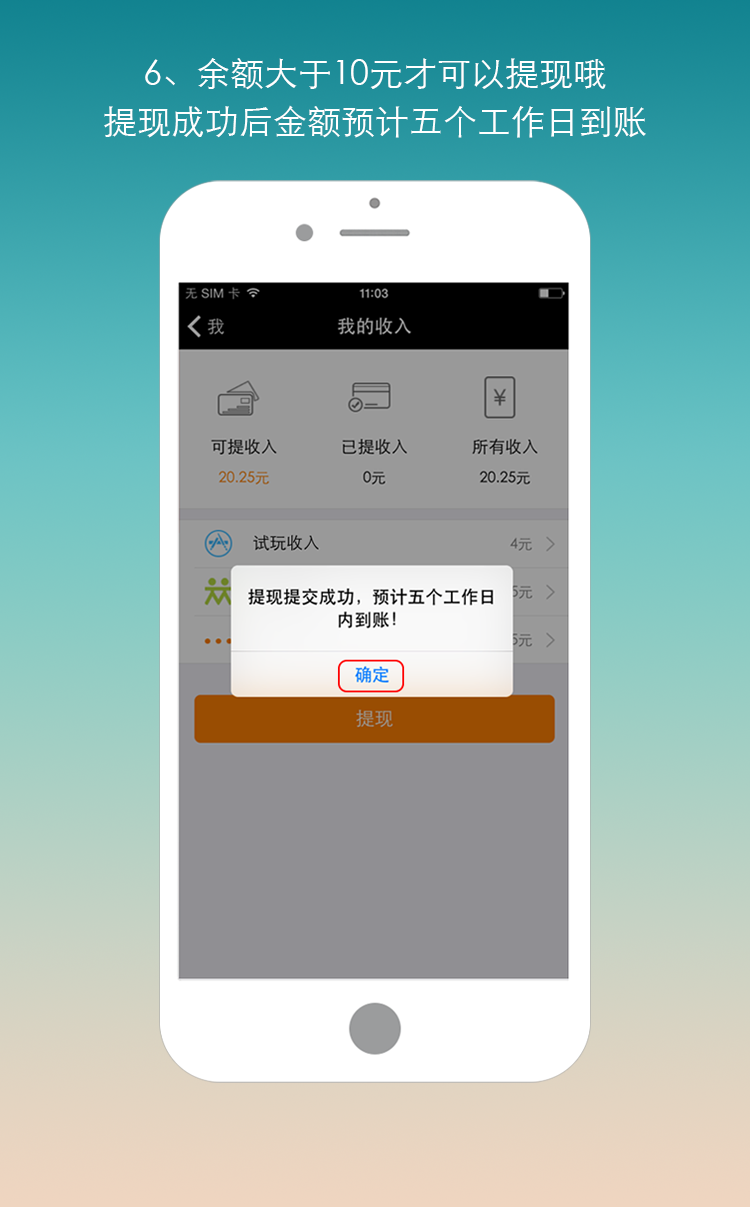 6、余额大于10元才可以提现哦
提现成功后金额预计五个工作日到账
无 SIM 卡 11:03
我 我的收入
可提收入 已提收入 所有收入
20.25元 0元 20.25元
试玩收入 4元
5元
提现提交成功，预计五个工作日
内到账！
5元
确定
提现